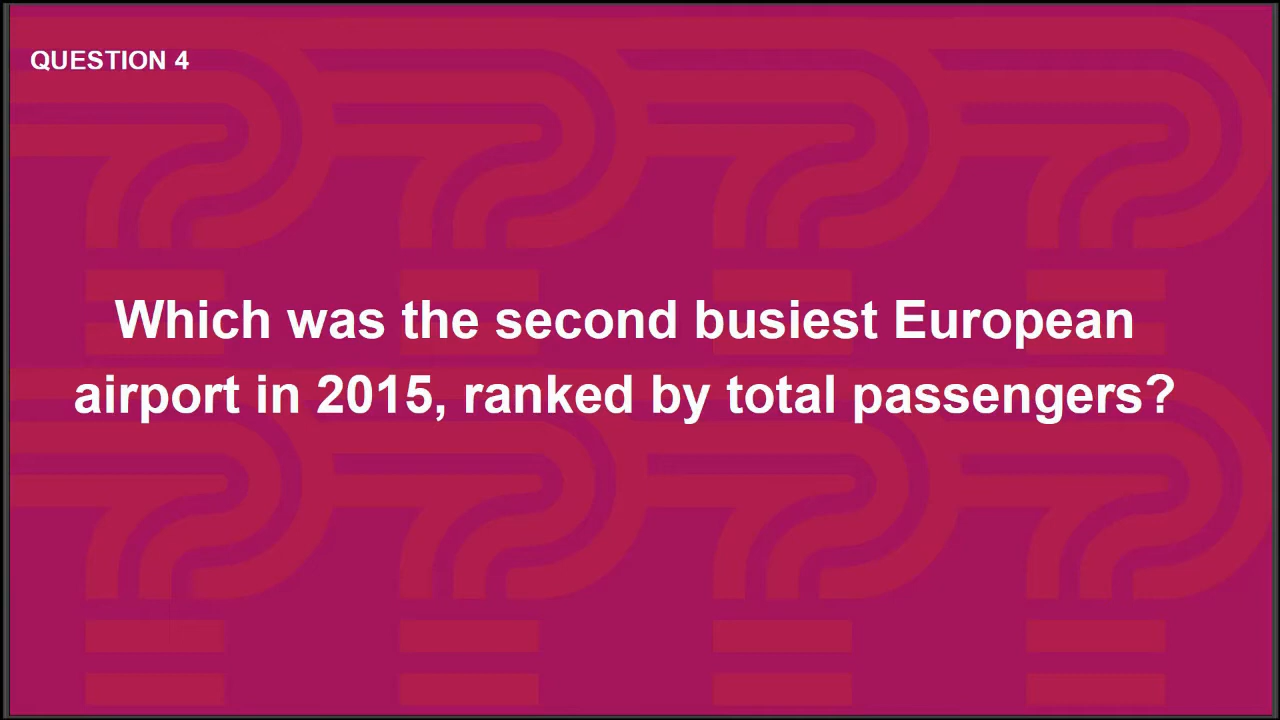 QUESTION 4
Which was the second busiest European
airport in 2015, ranked by total passengers?